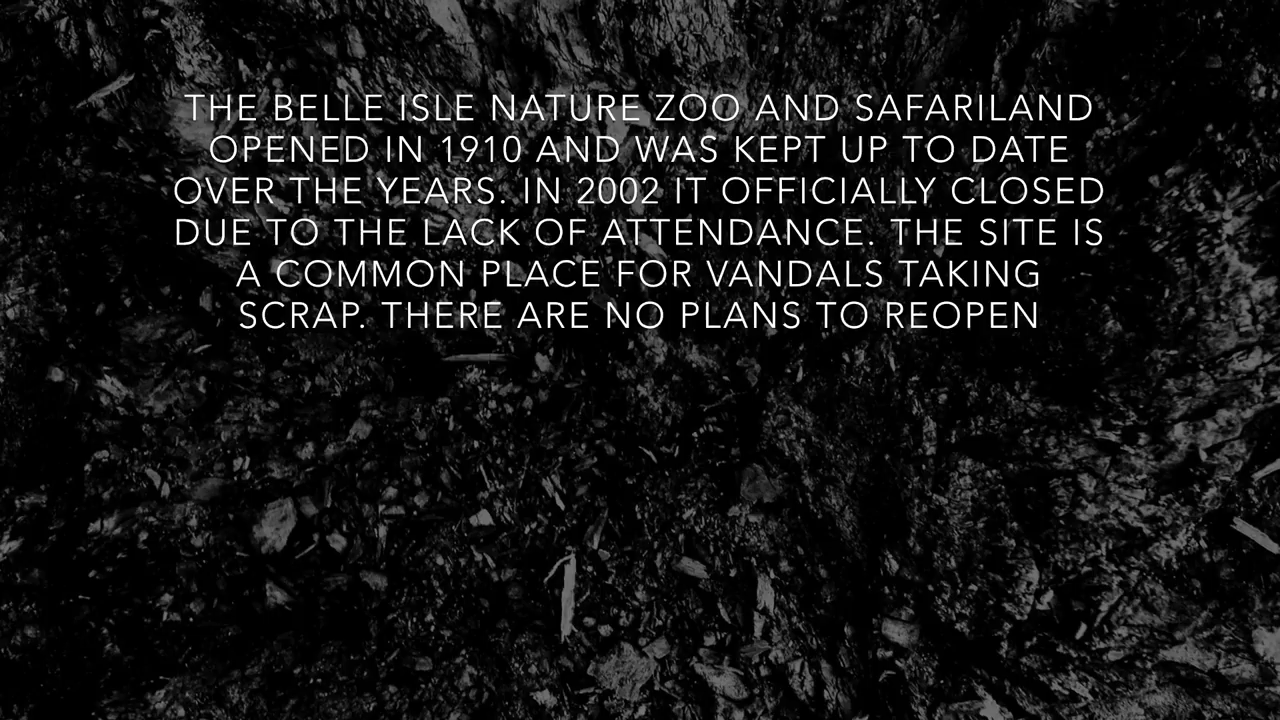 THE BELLE ISLE NATURE ZOO AND SAFARILAND
OPENED IN 1910 AND WAS KEPT UP TO DATE
OVER THE YEARS. IN 2002 IT OFFICIALLY CLOSED
DUE TO THE LACK OF ATTENDANCE. THE SITE IS
A COMMON PLACE FOR VANDALS TAKING
SCRAP. THERE ARE NO PLANS TO REOPEN